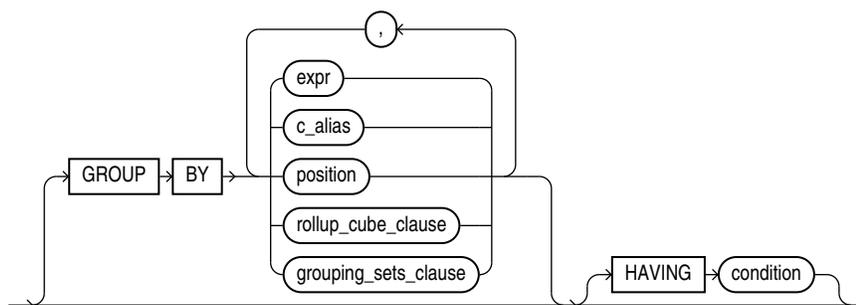 ,
expr
c_alias
GROUP BY position
rollup_cube_clause
grouping_sets_clause
HAVING condition